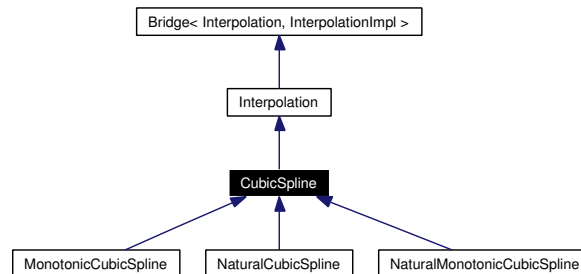 Bridge< Interpolation, InterpolationImpl >
Interpolation
CubicSpline
MonotonicCubicSpline
NaturalCubicSpline
NaturalMonotonicCubicSpline